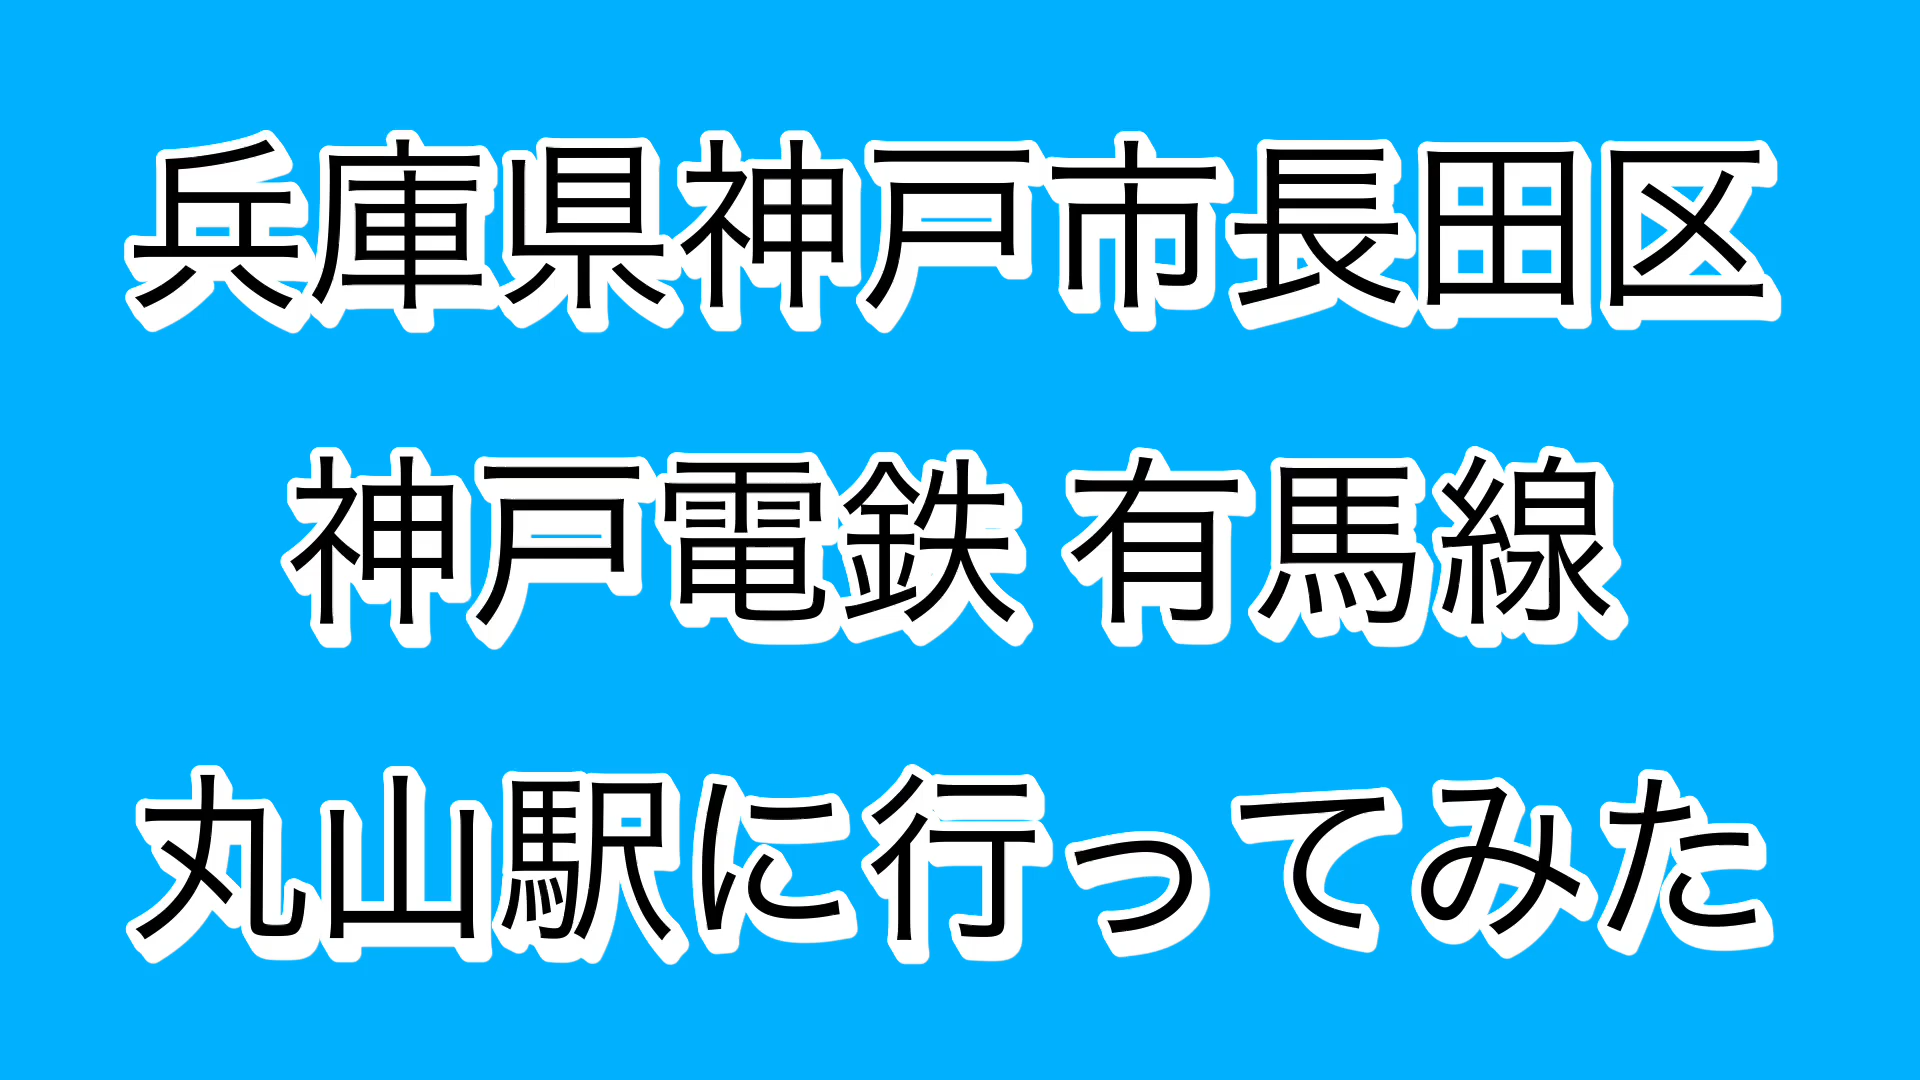 兵庫県神戸市長田区
神戸電鉄 有馬線
丸山駅に行ってみた